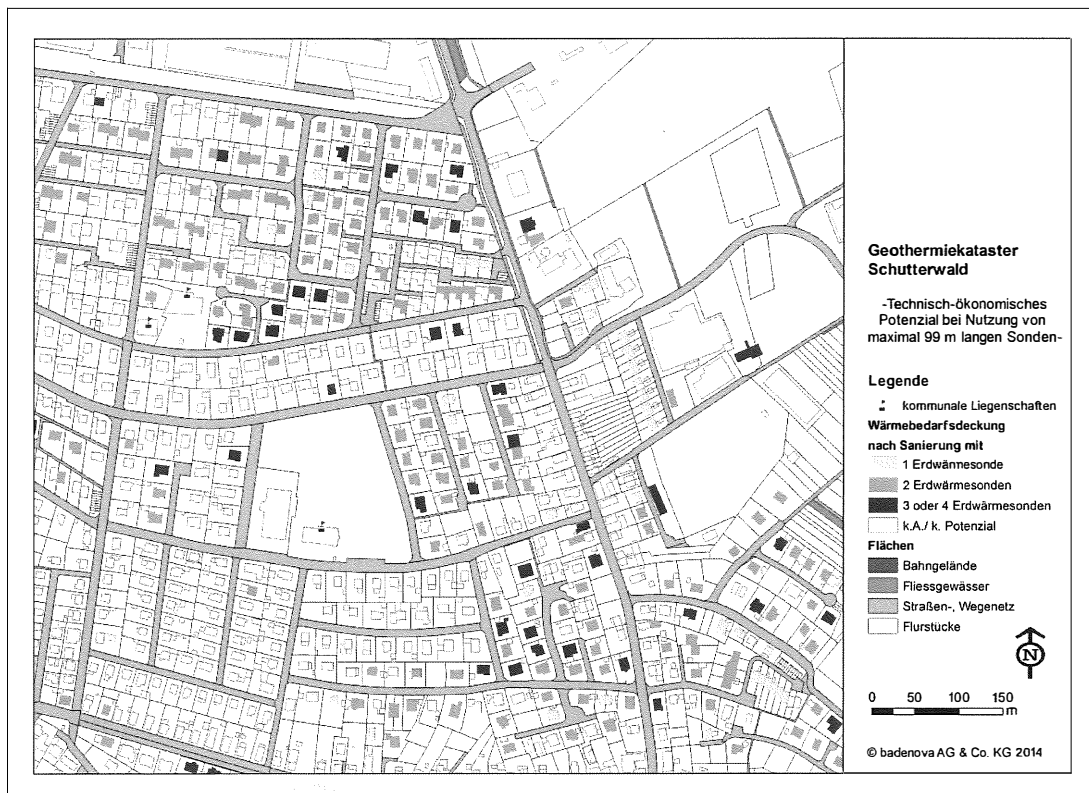 Geothermiekataster
Schutterwald
-Technisch-ökonomisches
Potenzial bei Nutzung von
maximal 99 m langen Sonden-
Legende
kommunale Liegenschaften
Wärmebedarfsdeckung
nach Sanierung mit
1 Erdwärmesonde
2 Erdwärmesonden
3 oder 4 Erdwärmesonden
k.A./ k. Potenzial
Flächen
Bahngelände
Fliessgewässer
Straßen-, Wegenetz
Flurstücke
N
0 50 100 150
m
© badenova AG & Co. KG 2014